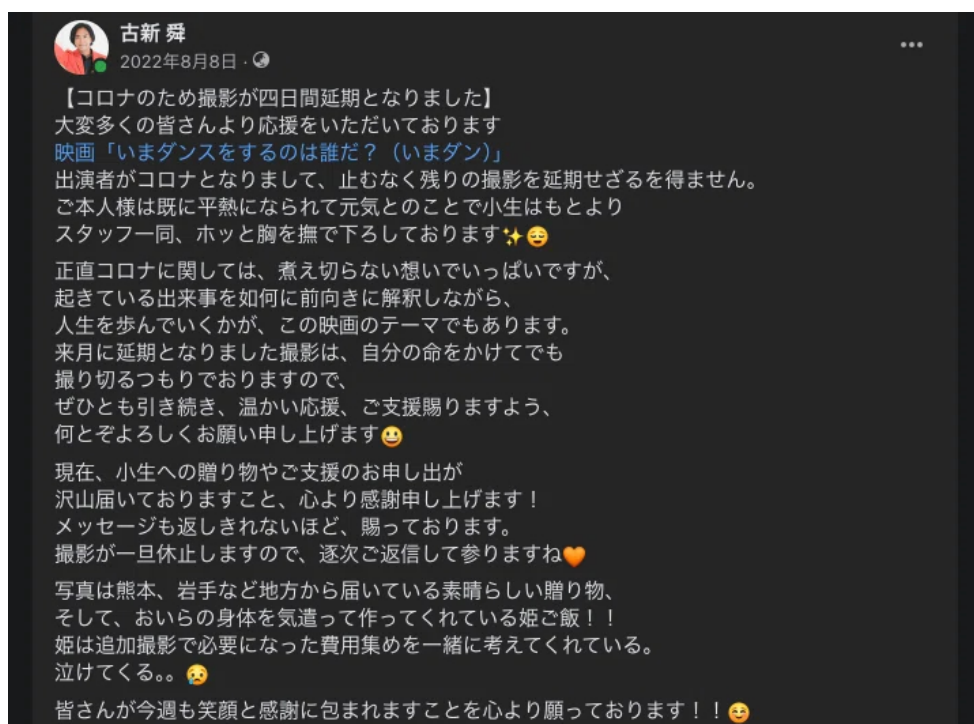 古新 舜
2022年8月8日 ·
【コロナのため撮影が四日間延期となりました】
大変多くの皆さんより応援をいただいております
映画「いまダンスをするのは誰だ？（いまダン）」
出演者がコロナとなりまして、止むなく残りの撮影を延期せざるを得ません。
ご本人様は既に平熱になられて元気とのことで小生はもとより
スタッフ一同、ホッと胸を撫で下ろしております✨😌
正直コロナに関しては、煮え切らない想いでいっぱいですが、
起きている出来事を如何に前向きに解釈しながら、
人生を歩んでいくかが、この映画のテーマでもあります。
来月に延期となりました撮影は、自分の命をかけてでも
撮り切るつもりでおりますので、
ぜひとも引き続き、温かい応援、ご支援賜りますよう、
何とぞよろしくお願い申し上げます😀
現在、小生への贈り物やご支援のお申し出が
沢山届いておりますこと、心より感謝申し上げます！
メッセージも返しきれないほど、賜っております。
撮影が一旦休止しますので、逐次ご返信して参りますね🧡
写真は熊本、岩手など地方から届いている素晴らしい贈り物、
そして、おいらの身体を気遣って作ってくれている姫ご飯！！
姫は追加撮影で必要になった費用集めを一緒に考えてくれている。
泣けてくる。。😢
皆さんが今週も笑顔と感謝に包まれますことを心より願っております！！☺️